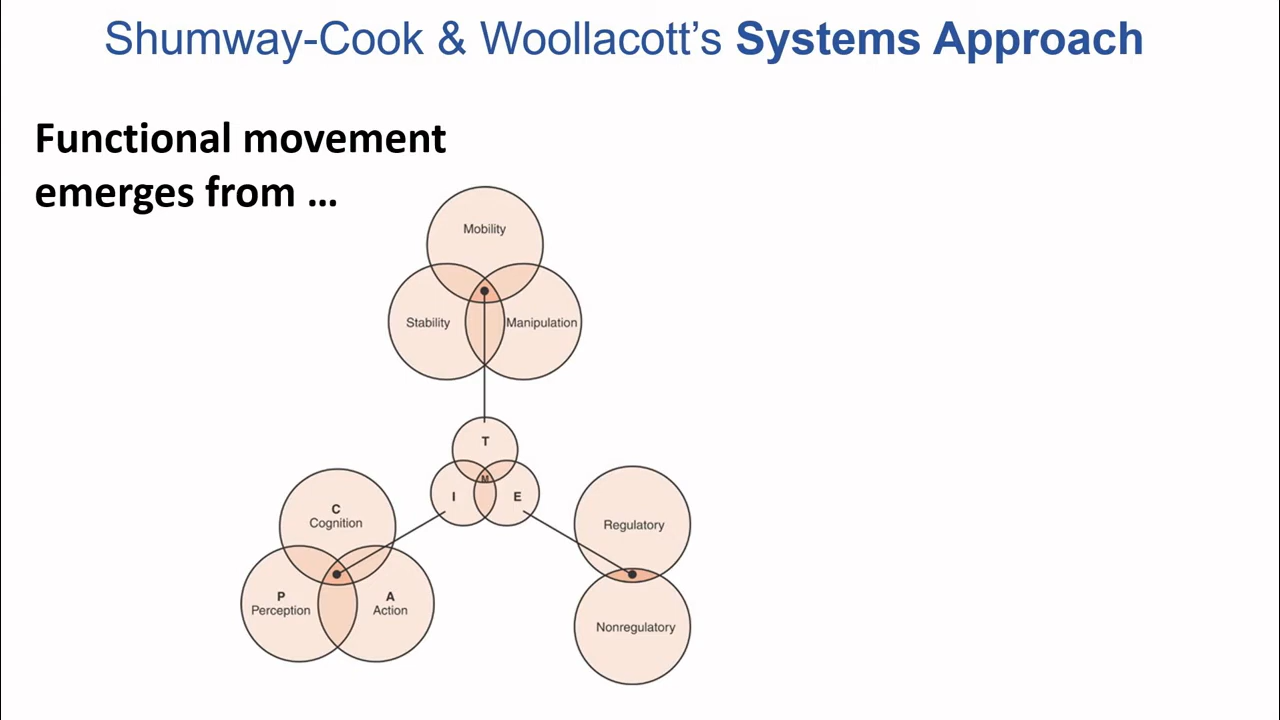 Shumway-Cook & Woollacott’s Systems Approach
Functional movement
emerges from ...
Mobility
Stability
Manipulation
T
M
I
E
C
Cognition
P
Perception
A
Action
Regulatory
Nonregulatory